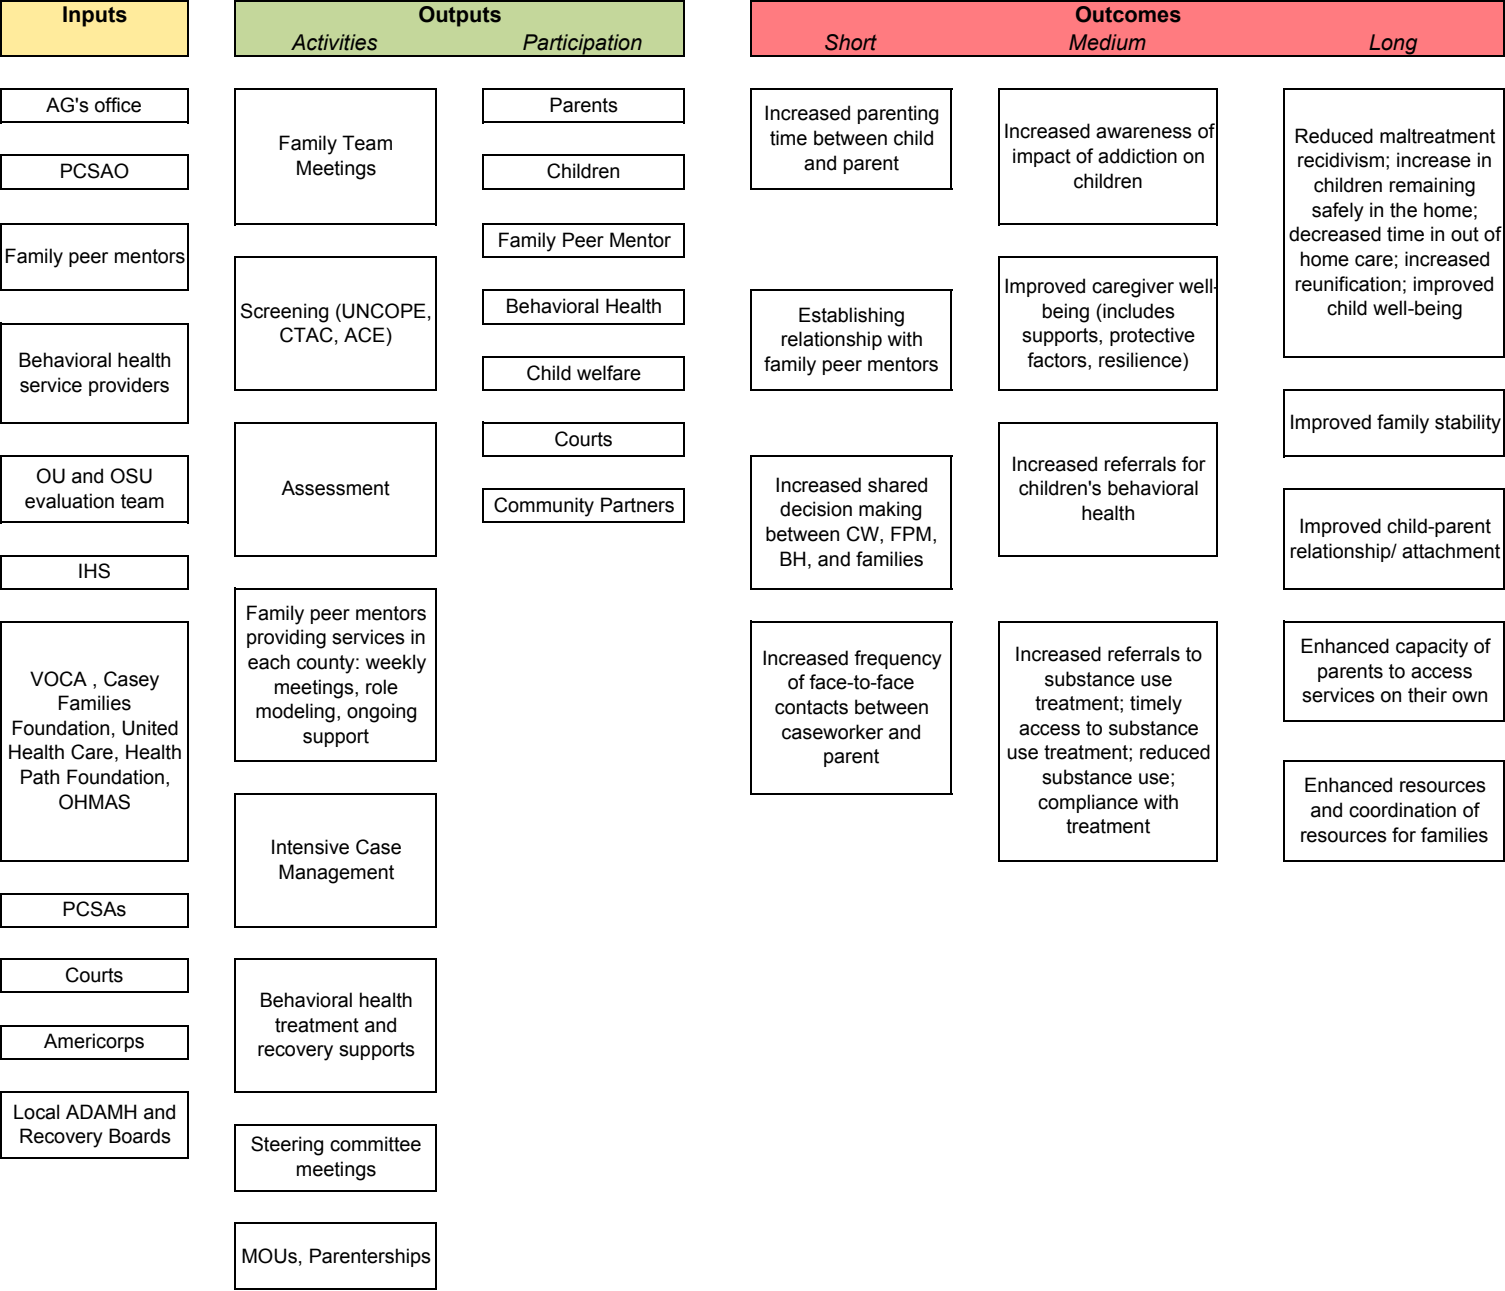 Inputs
Outputs
Activities
Participation
Outcomes
Short
Medium
Long
AG's office
PCSAO
Family peer mentors
Behavioral health
service providers
OU and OSU
evaluation team
IHS
VOCA , Casey
Families
Foundation, United
Health Care, Health
Path Foundation,
OHMAS
PCSAs
Courts
Americorps
Local ADAMH and
Recovery Boards
Family Team
Meetings
Screening (UNCOPE,
CTAC, ACE)
Assessment
Family peer mentors
providing services in
each county: weekly
meetings, role
modeling, ongoing
support
Intensive Case
Management
Behavioral health
treatment and
recovery supports
Steering committee
meetings
MOUs, Parenterships
Parents
Children
Family Peer Mentor
Behavioral Health
Child welfare
Courts
Community Partners
Increased parenting
time between child
and parent
Establishing
relationship with
family peer mentors
Increased shared
decision making
between CW, FPM,
BH, and families
Increased frequency
of face-to-face
contacts between
caseworker and
parent
Increased awareness of
impact of addiction on
children
Improved caregiver well-
being (includes
supports, protective
factors, resilience)
Increased referrals for
children's behavioral
health
Increased referrals to
substance use
treatment; timely
access to substance
use treatment; reduced
substance use;
compliance with
treatment
Reduced maltreatment
recidivism; increase in
children remaining
safely in the home;
decreased time in out of
home care; increased
reunification; improved
child well-being
Improved family stability
Improved child-parent
relationship/ attachment
Enhanced capacity of
parents to access
services on their own
Enhanced resources
and coordination of
resources for families